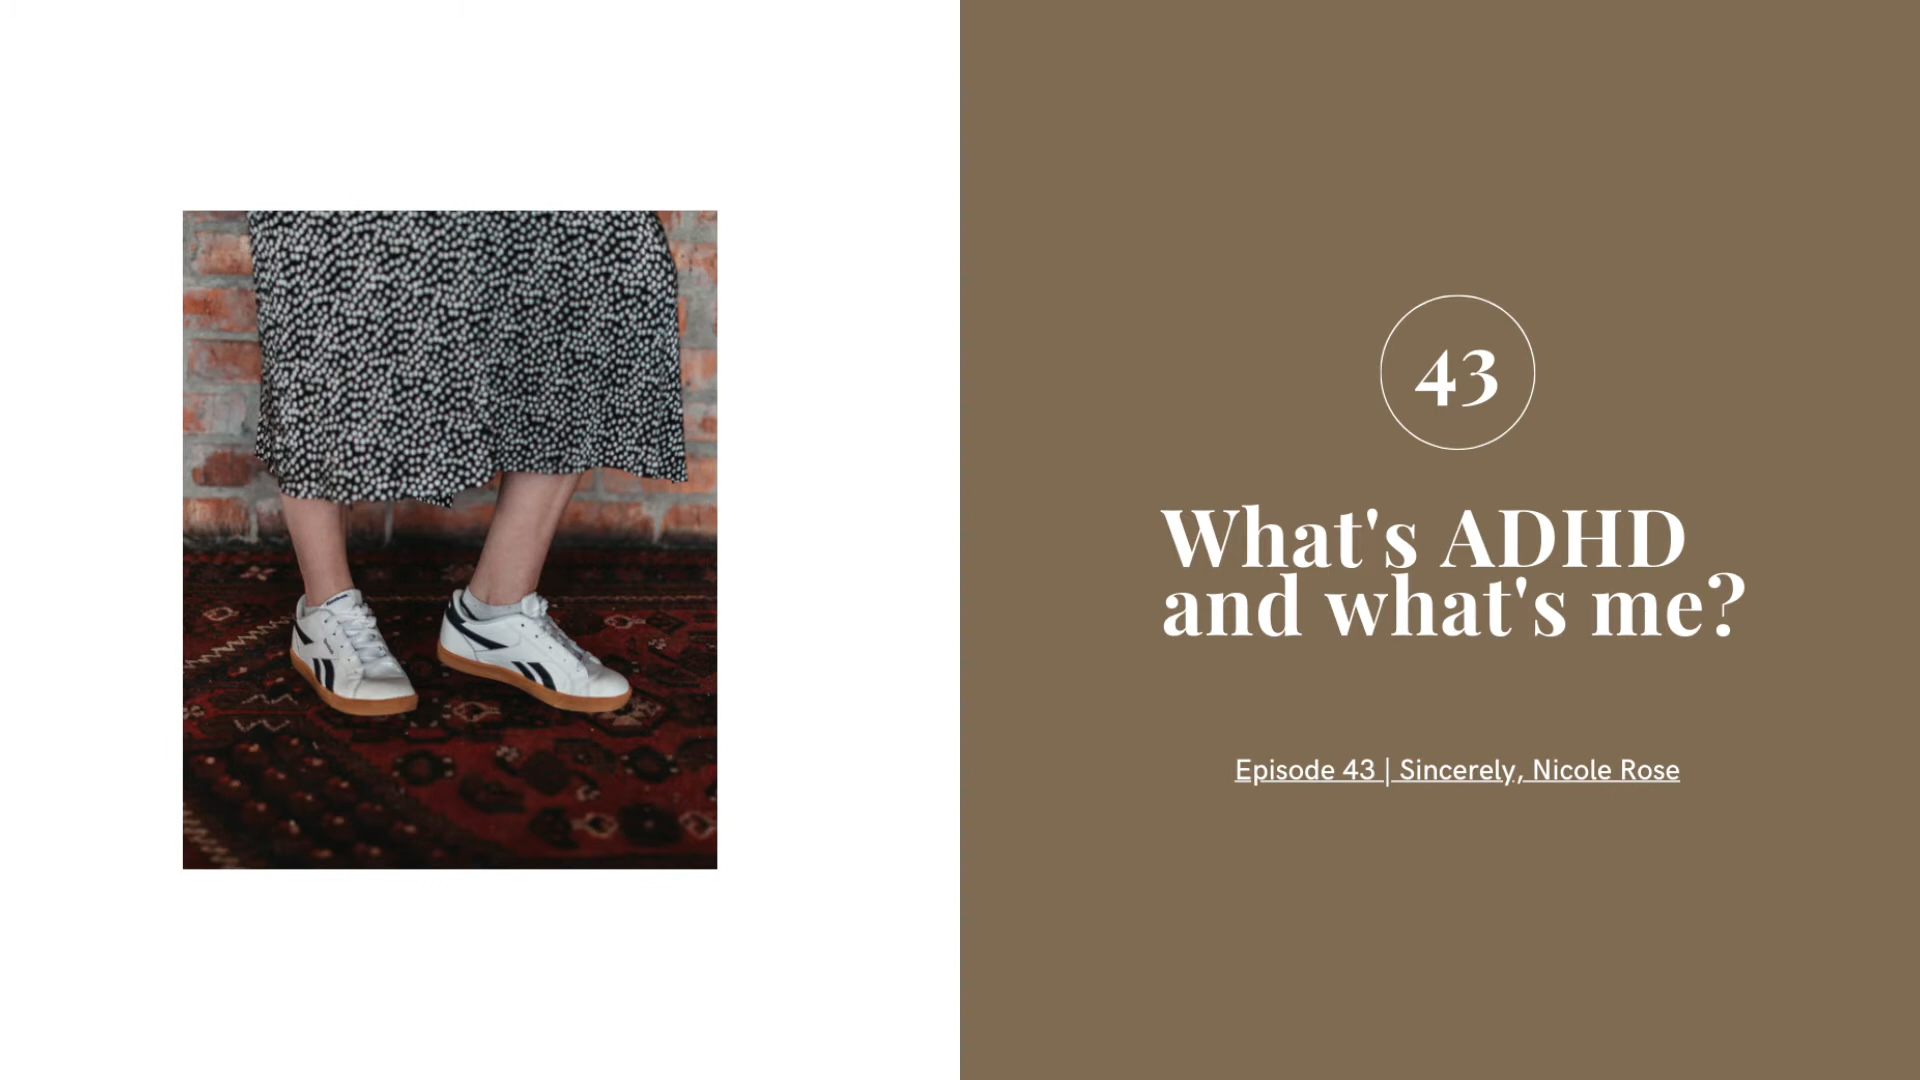 43
What's ADHD
and what's me?
Episode 43 | Sincerely, Nicole Rose